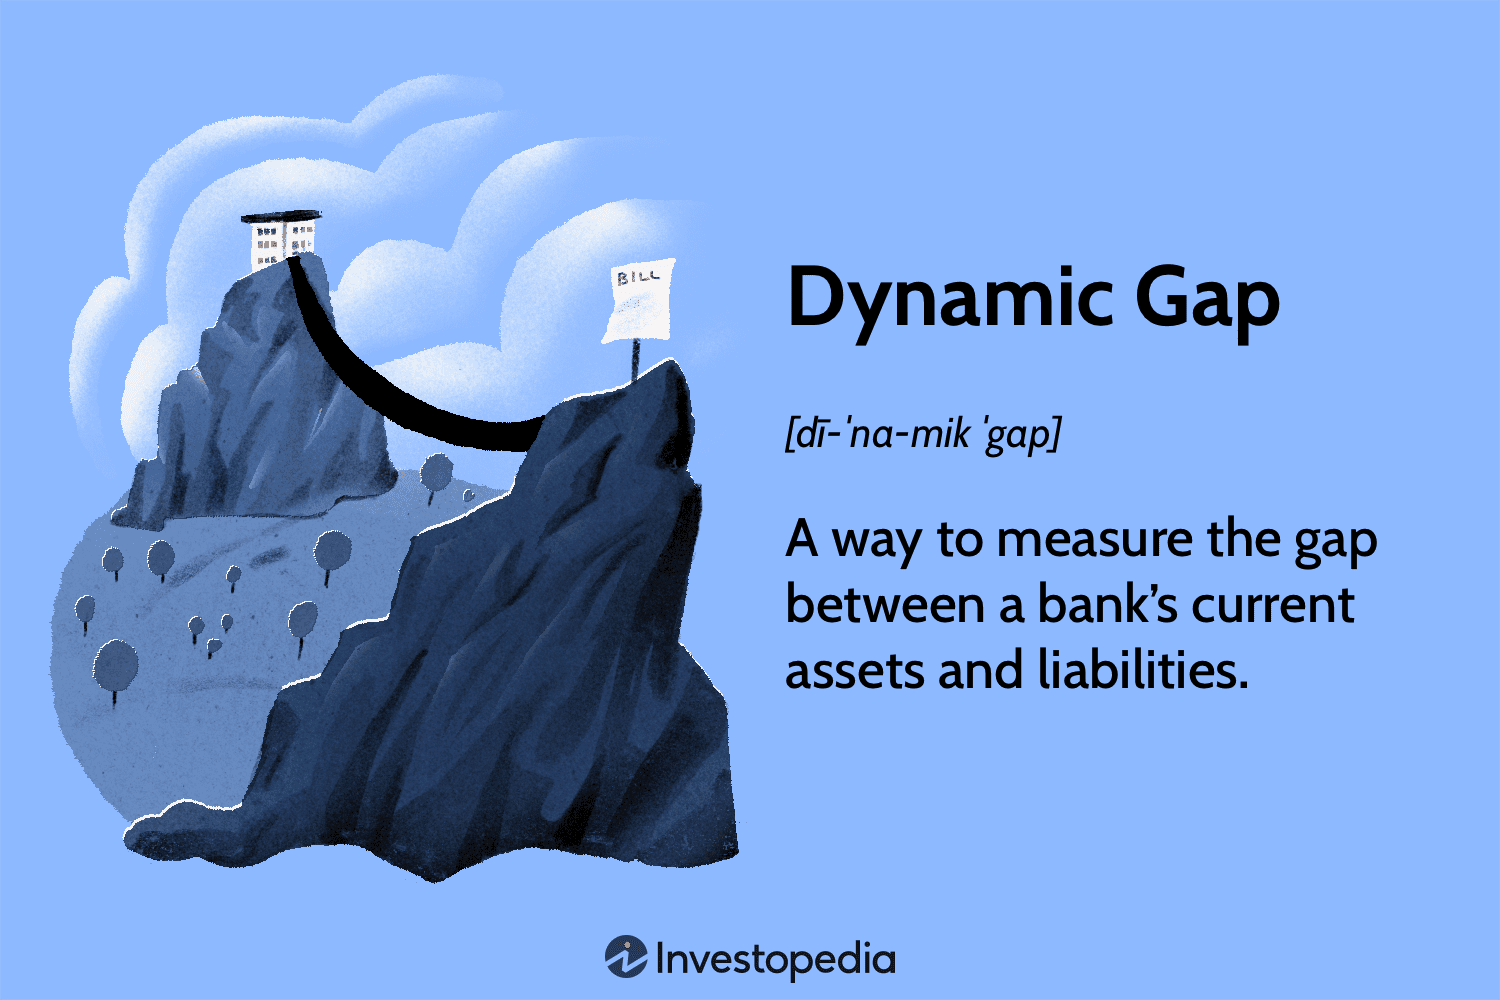 BILL
Dynamic Gap
[dī-ˈna-mik ˈgap]
A way to measure the gap
between a bank’s current
assets and liabilities.
Investopedia